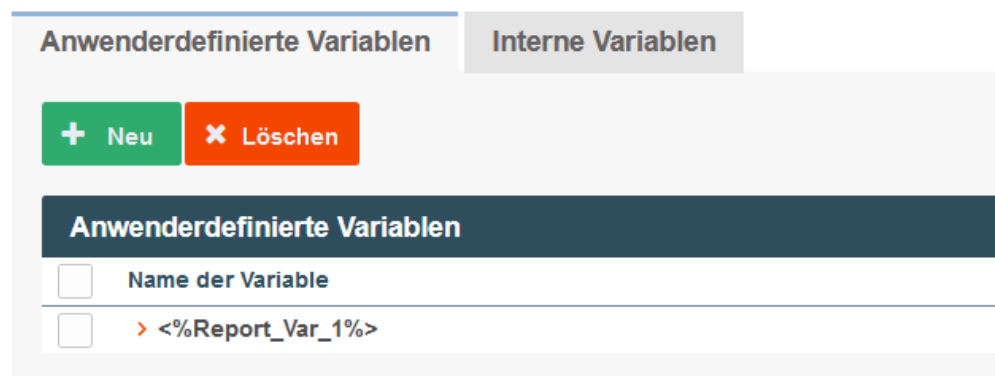 Anwenderdefinierte Variablen Interne Variablen
Neu Löschen
Anwenderdefinierte Variablen
Name der Variable
<%Report_Var_1%>